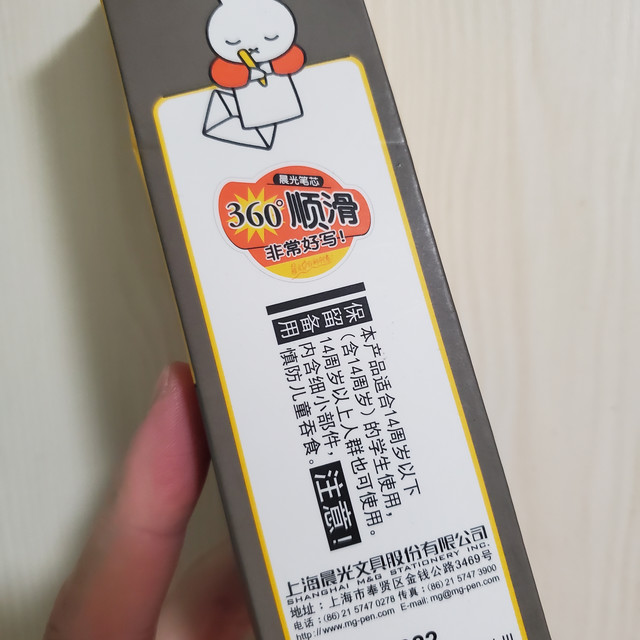 晨光笔芯
360°顺滑
非常好写!
保留备用
本产品适合14周岁以下
(含14周岁)的学生使用,
14周岁以上人群也可使用。
内含细小部件,
慎防儿童吞食。
注意!
上海晨光文具股份有限公司
SHANGHAI M&G STATIONERY INC.
地址:上海市奉贤区金钱公路3469号
电话:(86) 21 5747 0278 传真:(86) 21 5747 3900
http://www.mg-pen.com E-mail: mg@mg-pen.com